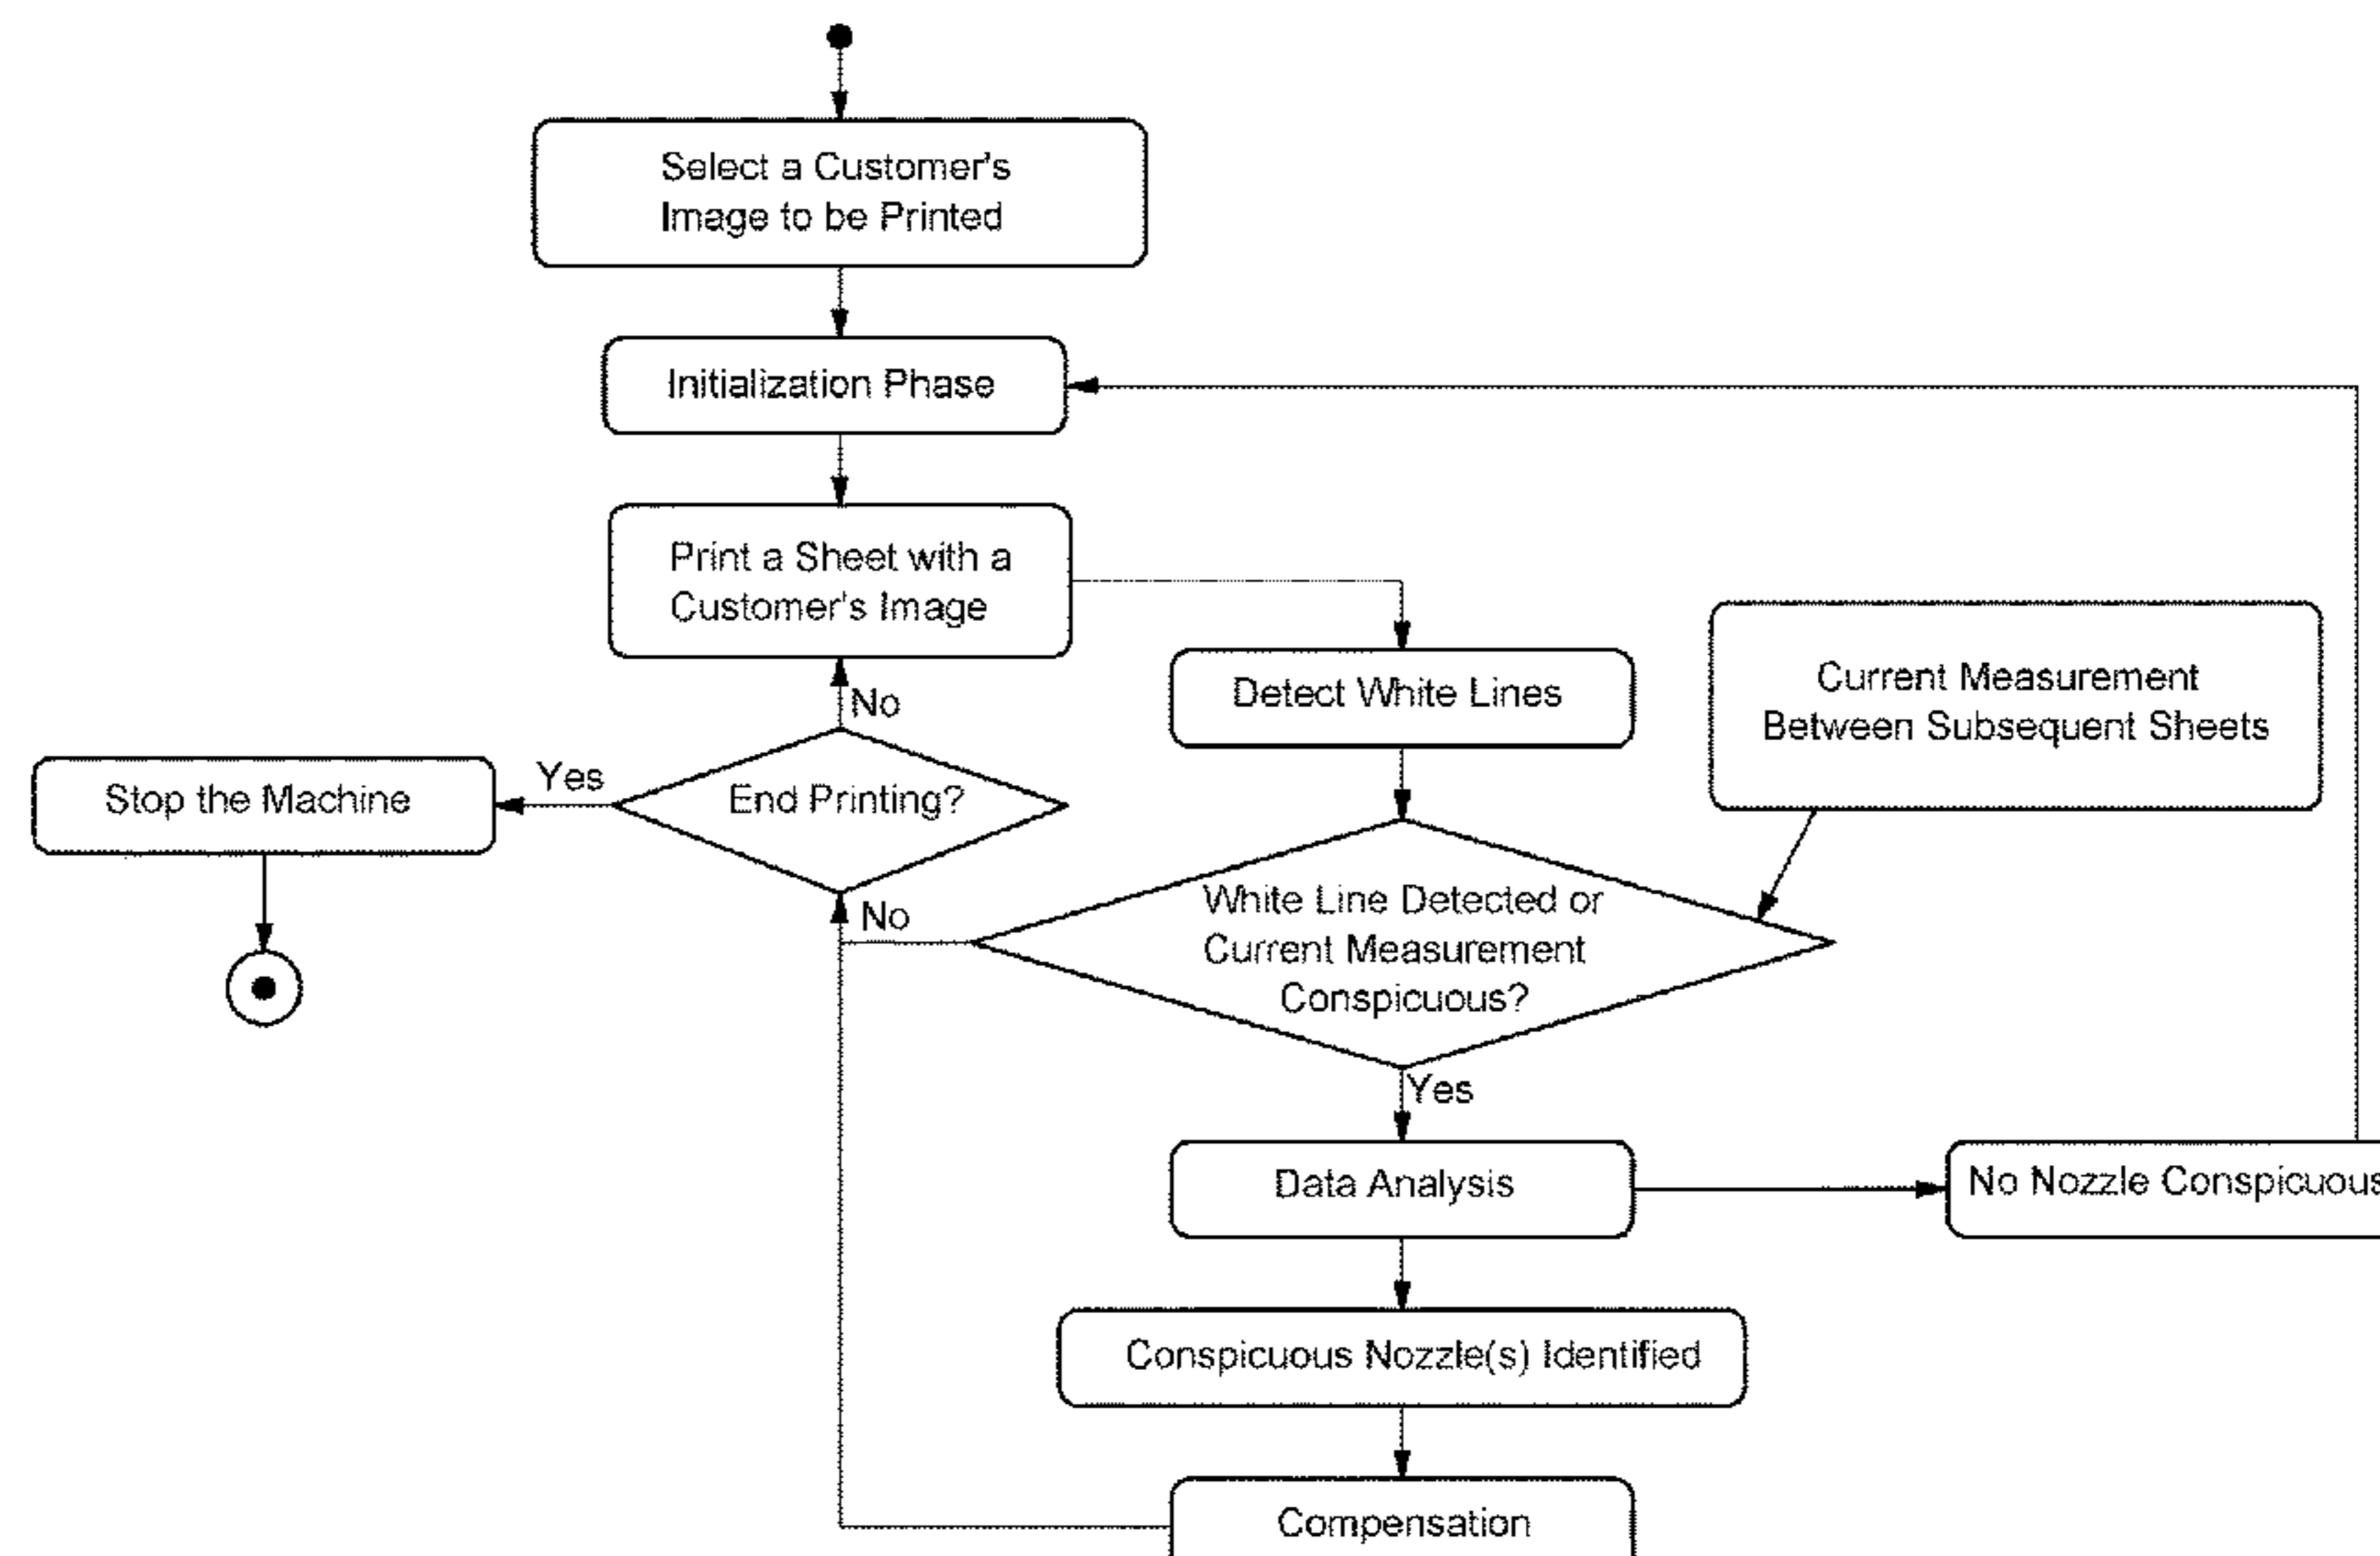 Select a Customer's
Image to be Printed
Initialization Phase
Print a Sheet with a
Customer's Image
No
Detect White Lines
Current Measurement
Between Subsequent Sheets
Stop the Machine
Yes
End Printing?
No
White Line Detected or
Current Measurement
Conspicuous?
Yes
Data Analysis
No Nozzle Conspicuous
Conspicuous Nozzle(s) Identified
Compensation